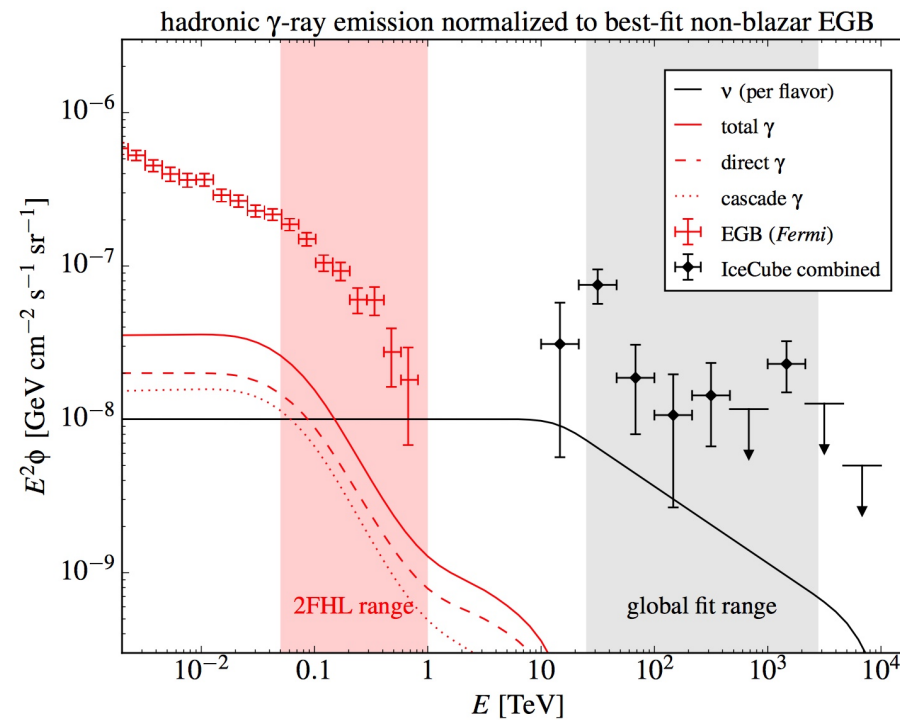 hadronic γ-ray emission normalized to best-fit non-blazar EGB
ν (per flavor)
total γ
direct γ
cascade γ
EGB (Fermi)
IceCube combined
10⁻⁶
10⁻⁷
10⁻⁸
10⁻⁹
E²ϕ [GeV cm⁻² s⁻¹ sr⁻¹]
2FHL range
global fit range
10⁻² 0.1 1 10 10² 10³ 10⁴
E [TeV]